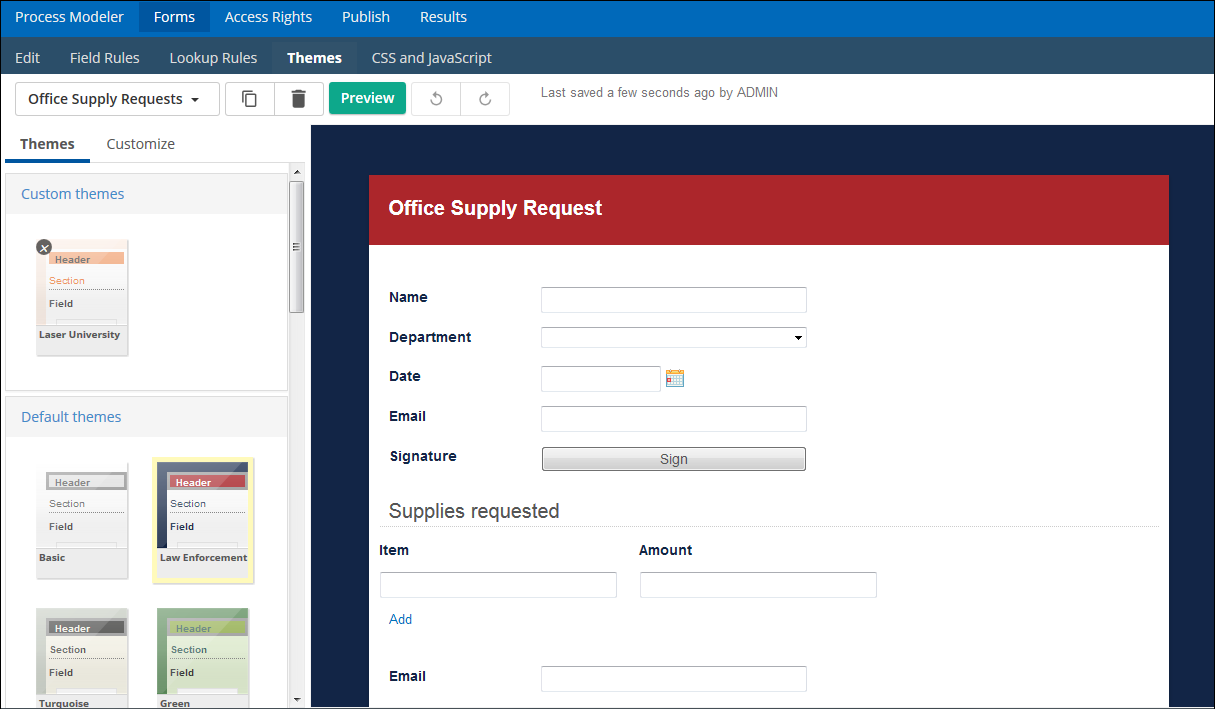 Process Modeler Forms Access Rights Publish Results
Edit Field Rules Lookup Rules Themes CSS and JavaScript
Office Supply Requests Preview Last saved a few seconds ago by ADMIN
Themes Customize
Custom themes
Header
Section
Field
Laser University
Default themes
Header
Section
Field
Basic
Header
Section
Field
Law Enforcement
Header
Section
Field
Turquoise
Header
Section
Field
Green
Office Supply Request
Name
Department
Date
Email
Signature Sign
Supplies requested
Item Amount
Add
Email